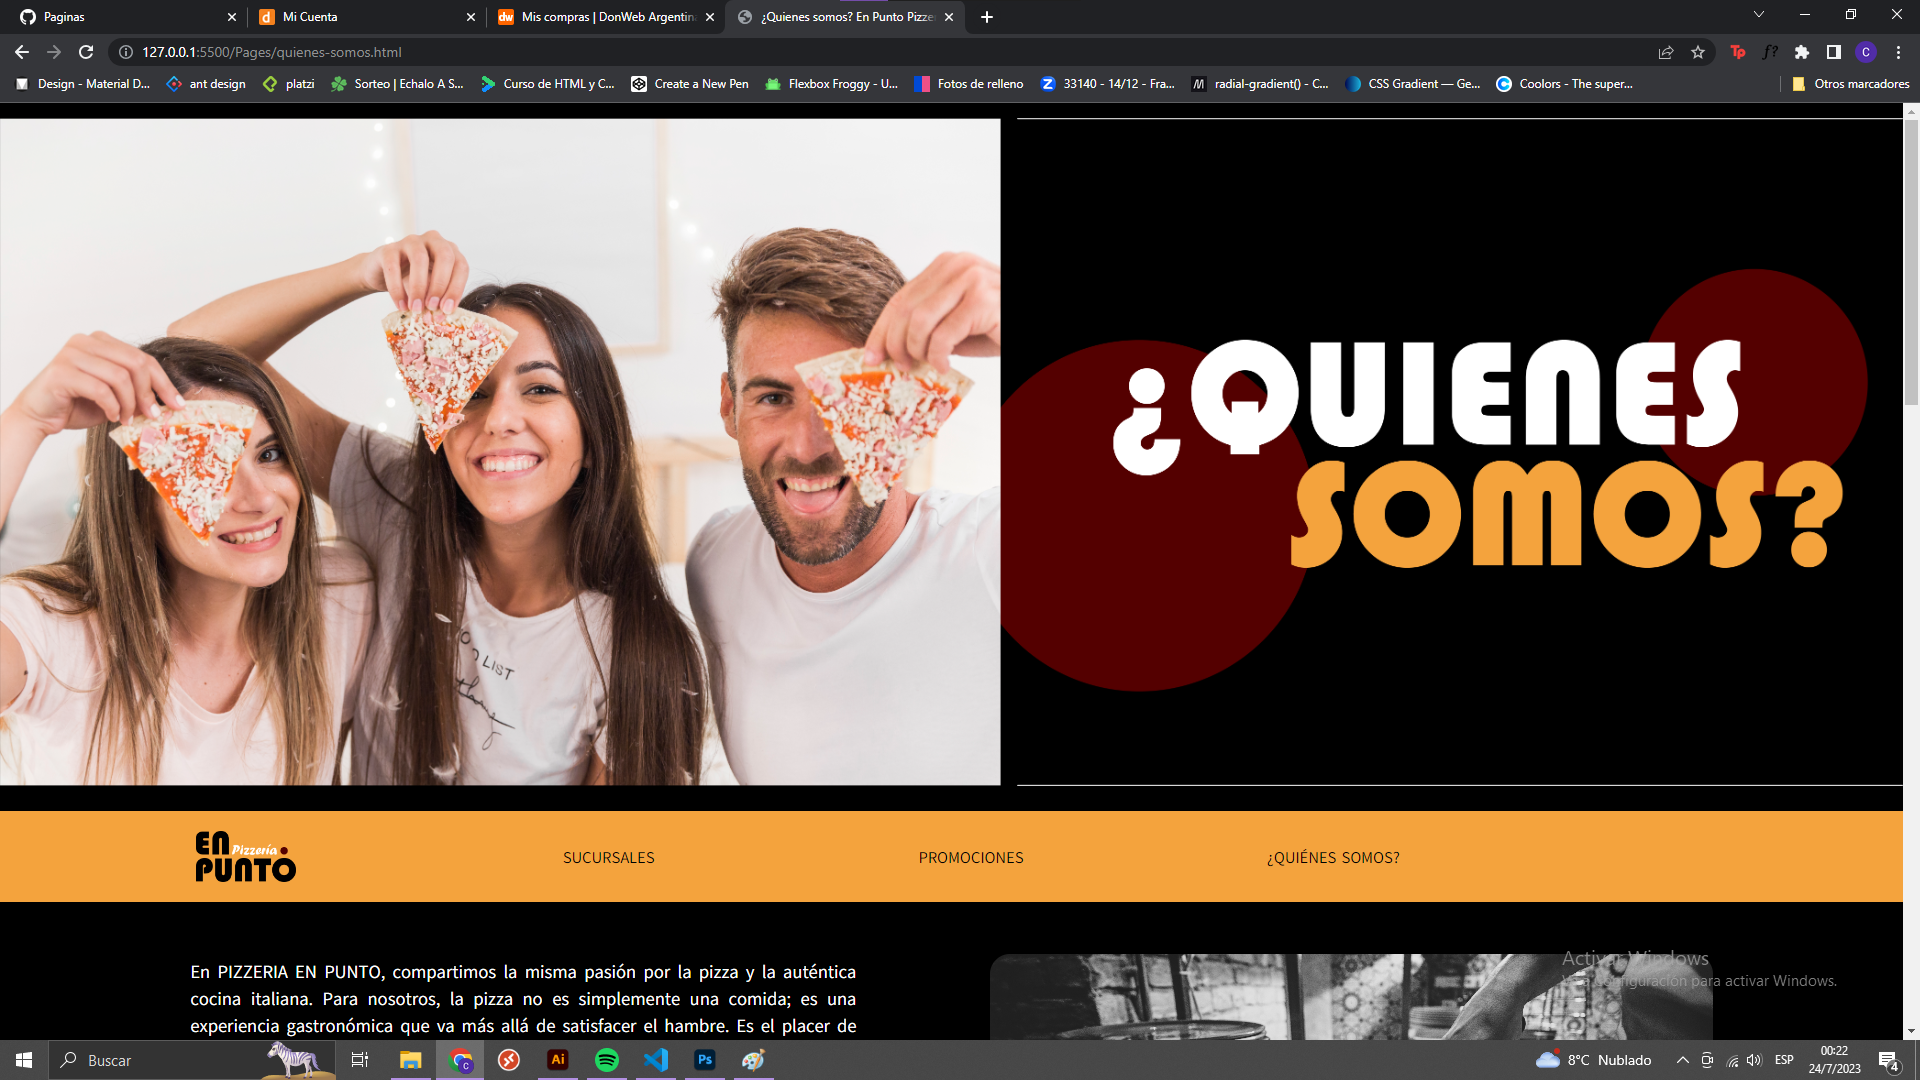 Paginas
Mi Cuenta
Mis compras | DonWeb Argentina
¿Quienes somos? En Punto Pizze
127.0.0.1:5500/Pages/quienes-somos.html
Design - Material D...
ant design
platzi
Sorteo | Echalo A S...
Curso de HTML y C...
Create a New Pen
Flexbox Froggy - U...
Fotos de relleno
33140 - 14/12 - Fra...
radial-gradient() - C...
CSS Gradient — Ge...
Coolors - The super...
Otros marcadores
¿QUIENES
SOMOS?
EN
Pizzería
PUNTO
SUCURSALES
PROMOCIONES
¿QUIÉNES SOMOS?
En PIZZERIA EN PUNTO, compartimos la misma pasión por la pizza y la auténtica
cocina italiana. Para nosotros, la pizza no es simplemente una comida; es una
experiencia gastronómica que va más allá de satisfacer el hambre. Es el placer de
Activar Windows
Ve a Configuración para activar Windows.
Buscar
8°C Nublado
ESP
00:22
24/7/2023
4